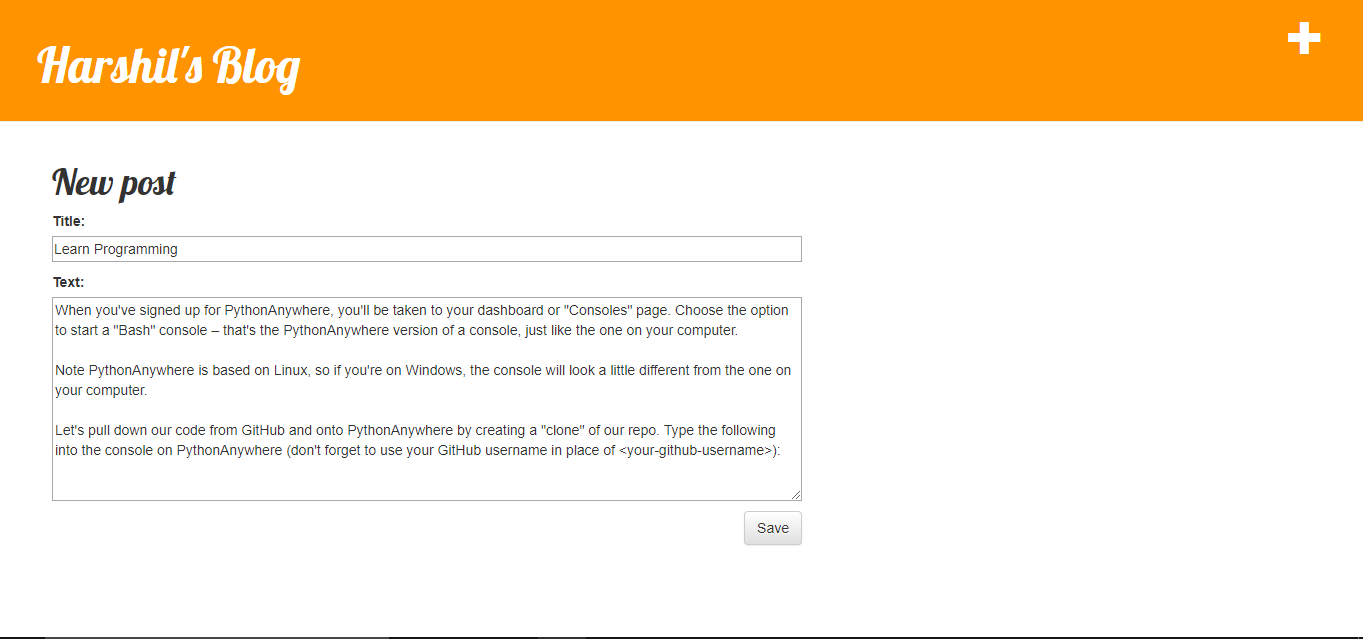 Harshil's Blog
New post
Title:
Learn Programming
Text:
When you've signed up for PythonAnywhere, you'll be taken to your dashboard or "Consoles" page. Choose the option
to start a "Bash" console – that's the PythonAnywhere version of a console, just like the one on your computer.
Note PythonAnywhere is based on Linux, so if you're on Windows, the console will look a little different from the one on
your computer.
Let's pull down our code from GitHub and onto PythonAnywhere by creating a "clone" of our repo. Type the following
into the console on PythonAnywhere (don't forget to use your GitHub username in place of <your-github-username>):
Save